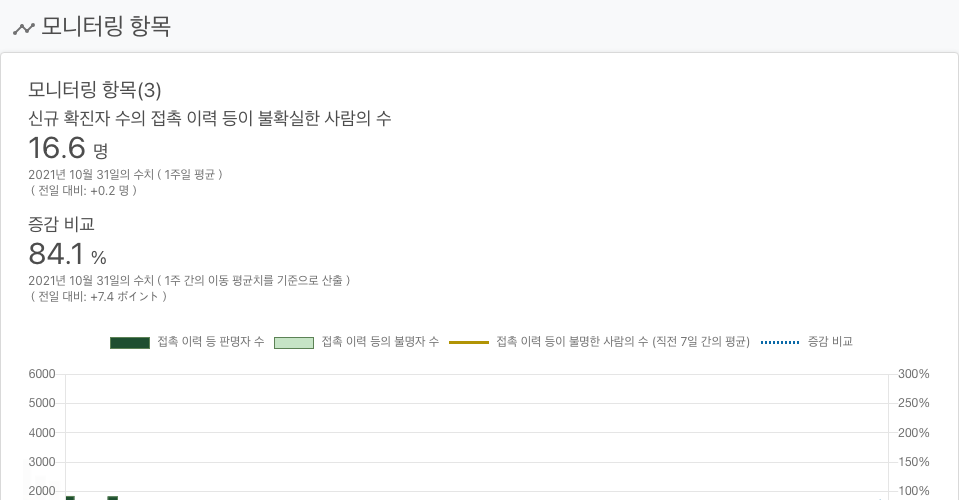 모니터링 항목
모니터링 항목(3)
신규 확진자 수의 접촉 이력 등이 불확실한 사람의 수
16.6 명
2021년 10월 31일의 수치 ( 1주일 평균 )
( 전일 대비: +0.2 명 )
증감 비교
84.1 %
2021년 10월 31일의 수치 ( 1주 간의 이동 평균치를 기준으로 산출 )
( 전일 대비: +7.4 ポイント )
접촉 이력 등 판명자 수 접촉 이력 등의 불명자 수 접촉 이력 등이 불명한 사람의 수 (직전 7일 간의 평균) 증감 비교
6000 300%
5000 250%
4000 200%
3000 150%
2000 100%